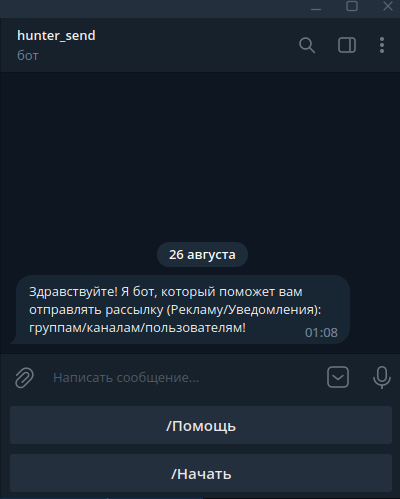 hunter_send
бот
26 августа
Здравствуйте! Я бот, который поможет вам
отправлять рассылку (Рекламу/Уведомления):
группам/каналам/пользователям!
01:08
Написать сообщение...
/Помощь
/Начать